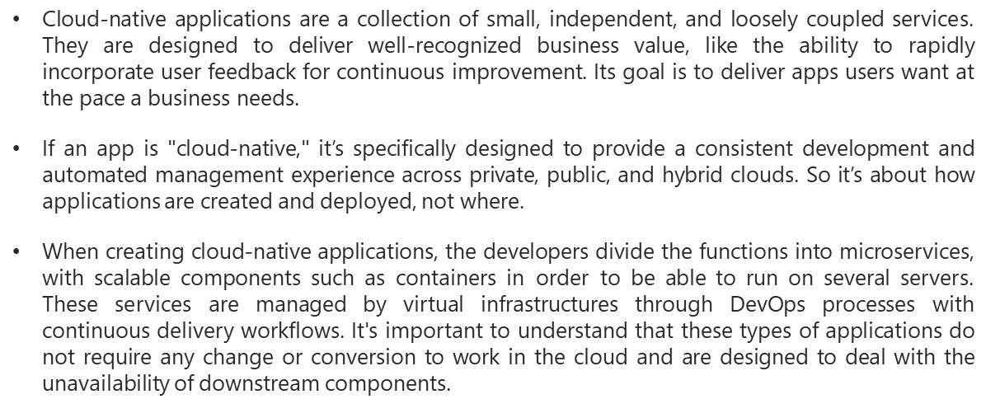 • Cloud-native applications are a collection of small, independent, and loosely coupled services.
They are designed to deliver well-recognized business value, like the ability to rapidly
incorporate user feedback for continuous improvement. Its goal is to deliver apps users want at
the pace a business needs.
• If an app is "cloud-native," it’s specifically designed to provide a consistent development and
automated management experience across private, public, and hybrid clouds. So it’s about how
applications are created and deployed, not where.
• When creating cloud-native applications, the developers divide the functions into microservices,
with scalable components such as containers in order to be able to run on several servers.
These services are managed by virtual infrastructures through DevOps processes with
continuous delivery workflows. It's important to understand that these types of applications do
not require any change or conversion to work in the cloud and are designed to deal with the
unavailability of downstream components.